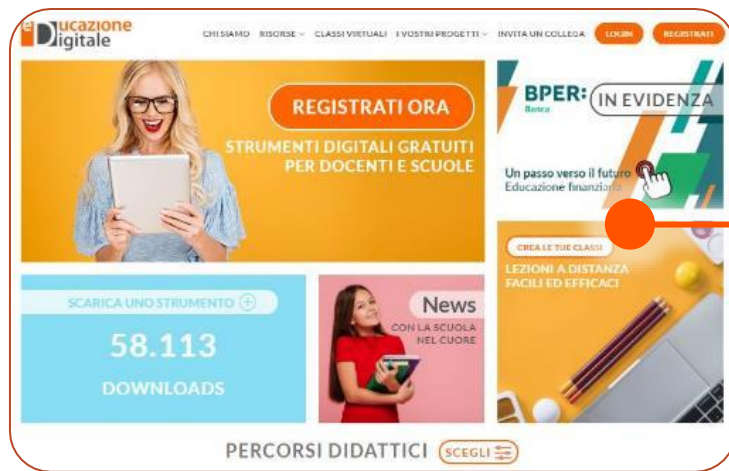 educazione
Digitale
CHI SIAMO RISORSE CLASSI VIRTUALI I VOSTRI PROGETTI INVITA UN COLLEGA LOGIN REGISTRATI
REGISTRATI ORA
STRUMENTI DIGITALI GRATUITI
PER DOCENTI E SCUOLE
BPER:
Banca
IN EVIDENZA
Un passo verso il futuro
Educazione finanziaria
CREA LE TUE CLASSI
LEZIONI A DISTANZA
FACILI ED EFFICACI
SCARICA UNO STRUMENTO
58.113
DOWNLOADS
News
CON LA SCUOLA
NEL CUORE
PERCORSI DIDATTICI SCEGLI